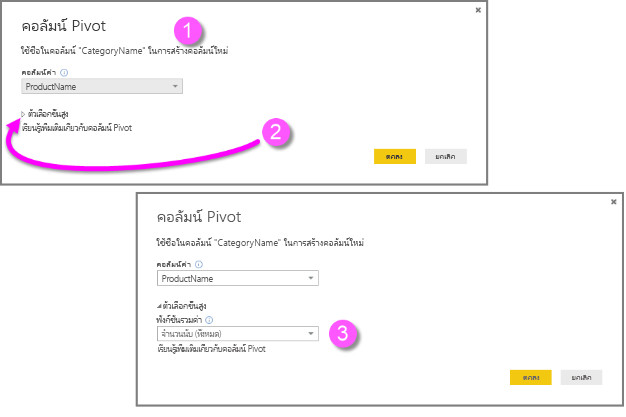 คอลัมน์ Pivot
1
ใช้ชื่อในคอลัมน์ "CategoryName" ในการสร้างคอลัมน์ใหม่
คอลัมน์ค่า
ProductName
ตัวเลือกขั้นสูง
เรียนรู้เพิ่มเติมเกี่ยวกับคอลัมน์ Pivot
2
ตกลง ยกเลิก
คอลัมน์ Pivot
ใช้ชื่อในคอลัมน์ "CategoryName" ในการสร้างคอลัมน์ใหม่
คอลัมน์ค่า
ProductName
ตัวเลือกขั้นสูง
ฟังก์ชันรวมค่า
จำนวนนับ (ทั้งหมด)
3
เรียนรู้เพิ่มเติมเกี่ยวกับคอลัมน์ Pivot
ตกลง ยกเลิก